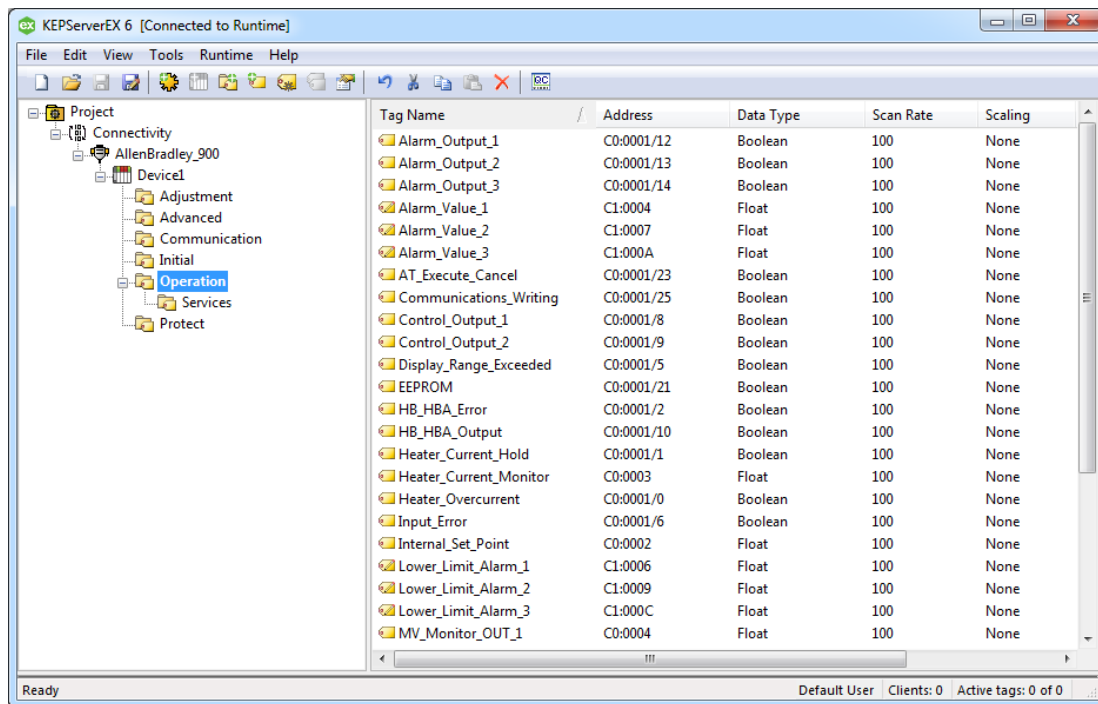 KEPServerEX 6 [Connected to Runtime]
File Edit View Tools Runtime Help
Project
Connectivity
AllenBradley_900
Device1
Adjustment
Advanced
Communication
Initial
Operation
Services
Protect
Tag Name / Address Data Type Scan Rate Scaling
Alarm_Output_1 C0:0001/12 Boolean 100 None
Alarm_Output_2 C0:0001/13 Boolean 100 None
Alarm_Output_3 C0:0001/14 Boolean 100 None
Alarm_Value_1 C1:0004 Float 100 None
Alarm_Value_2 C1:0007 Float 100 None
Alarm_Value_3 C1:000A Float 100 None
AT_Execute_Cancel C0:0001/23 Boolean 100 None
Communications_Writing C0:0001/25 Boolean 100 None
Control_Output_1 C0:0001/8 Boolean 100 None
Control_Output_2 C0:0001/9 Boolean 100 None
Display_Range_Exceeded C0:0001/5 Boolean 100 None
EEPROM C0:0001/21 Boolean 100 None
HB_HBA_Error C0:0001/2 Boolean 100 None
HB_HBA_Output C0:0001/10 Boolean 100 None
Heater_Current_Hold C0:0001/1 Boolean 100 None
Heater_Current_Monitor C0:0003 Float 100 None
Heater_Overcurrent C0:0001/0 Boolean 100 None
Input_Error C0:0001/6 Boolean 100 None
Internal_Set_Point C0:0002 Float 100 None
Lower_Limit_Alarm_1 C1:0006 Float 100 None
Lower_Limit_Alarm_2 C1:0009 Float 100 None
Lower_Limit_Alarm_3 C1:000C Float 100 None
MV_Monitor_OUT_1 C0:0004 Float 100 None
Ready Default User Clients: 0 Active tags: 0 of 0